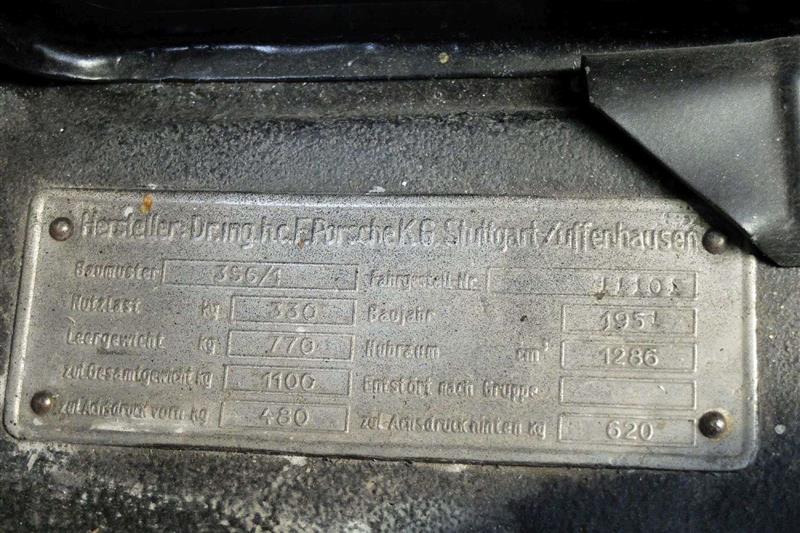 Hersteller: Dr.Ing.h.c.F.Porsche K.G Stuttgart-Zuffenhausen
Baumuster 356/1 Fahrgestell.Nr. 11101
Nutzlast kg 330 Baujahr 1951
Leergewicht kg 770 Hubraum cm³ 1286
zul.Gesamtgewicht kg 1100 Entstört nach Gruppe
zul.Achsdruck vorn kg 480 zul.Achsdruck hinten kg 620